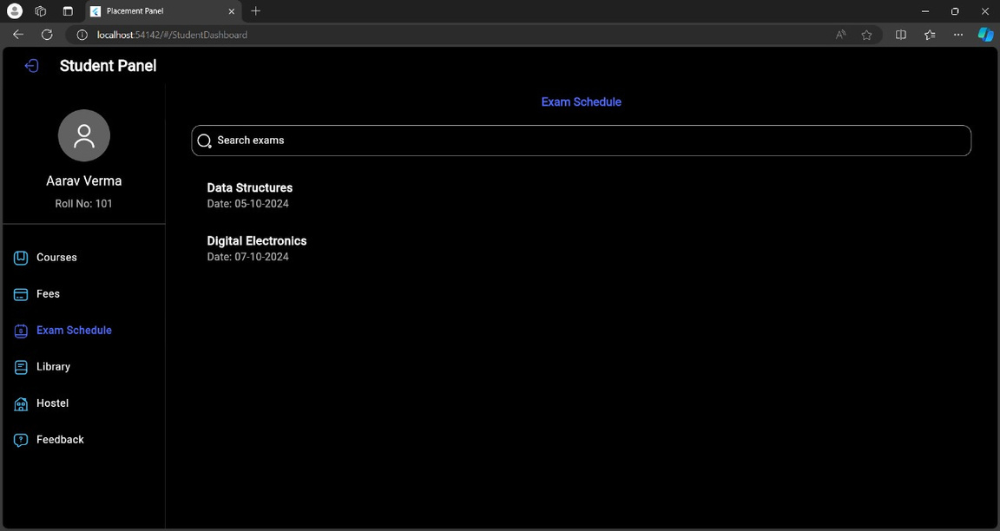 Placement Panel
localhost:54142/#/StudentDashboard
Student Panel
Exam Schedule
Search exams
Aarav Verma
Roll No: 101
Data Structures
Date: 05-10-2024
Digital Electronics
Date: 07-10-2024
Courses
Fees
Exam Schedule
Library
Hostel
Feedback